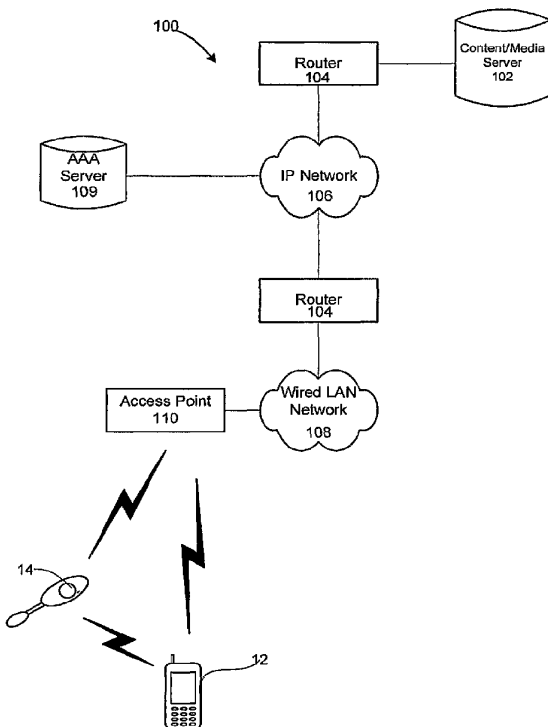 100
Router
104
Content/Media
Server
102
AAA
Server
109
IP Network
106
Router
104
Wired LAN
Network
108
Access Point
110
14
12